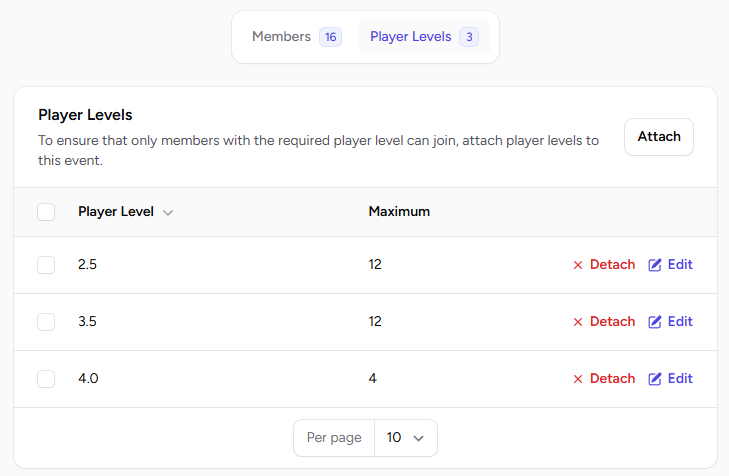 Members 16 Player Levels 3
Player Levels
To ensure that only members with the required player level can join, attach player levels to
this event.
Attach
Player Level Maximum
2.5 12 Detach Edit
3.5 12 Detach Edit
4.0 4 Detach Edit
Per page 10